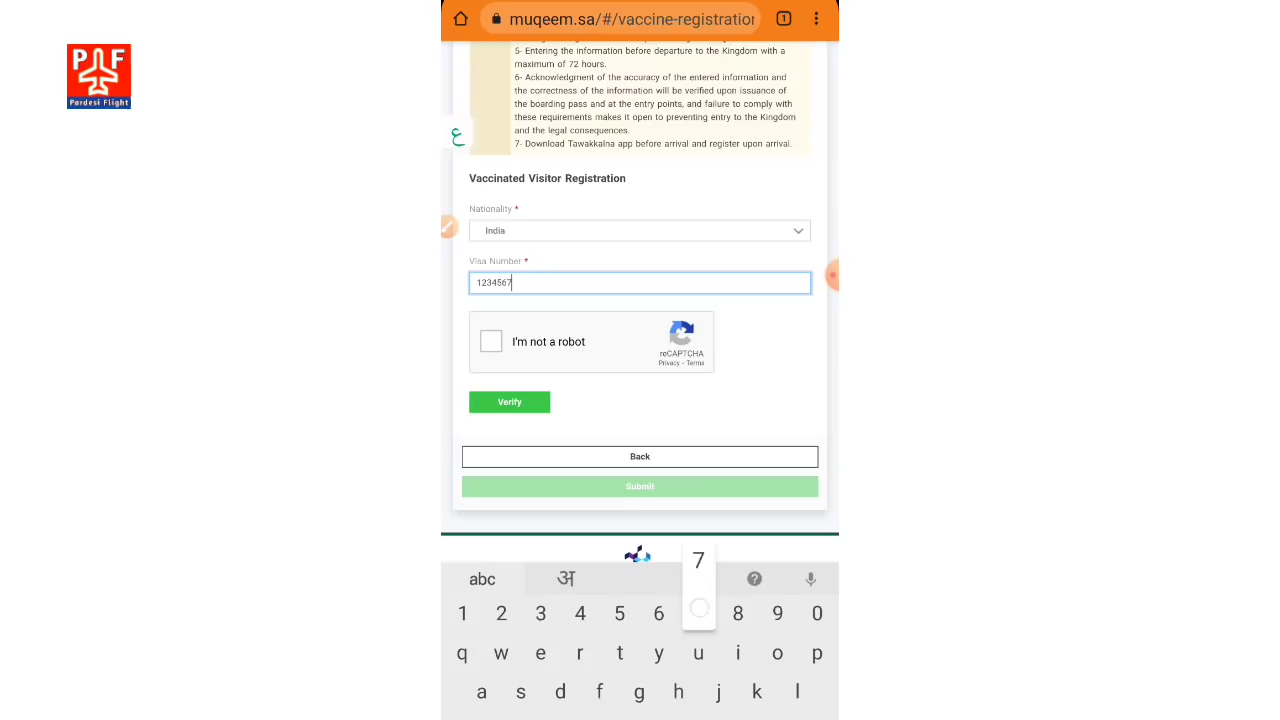 muqeem.sa/#/vaccine-registration
1
P F
Pardesi Flight
5- Entering the information before departure to the Kingdom with a
maximum of 72 hours.
6- Acknowledgment of the accuracy of the entered information and
the correctness of the information will be verified upon issuance of
the boarding pass and at the entry points, and failure to comply with
these requirements makes it open to preventing entry to the Kingdom
and the legal consequences.
7- Download Tawakkalna app before arrival and register upon arrival.
ع
Vaccinated Visitor Registration
Nationality *
India
Visa Number *
1234567
I'm not a robot
reCAPTCHA
Privacy - Terms
Verify
Back
Submit
7
abc अ ?
1 2 3 4 5 6 8 9 0
q w e r t y u i o p
a s d f g h j k l